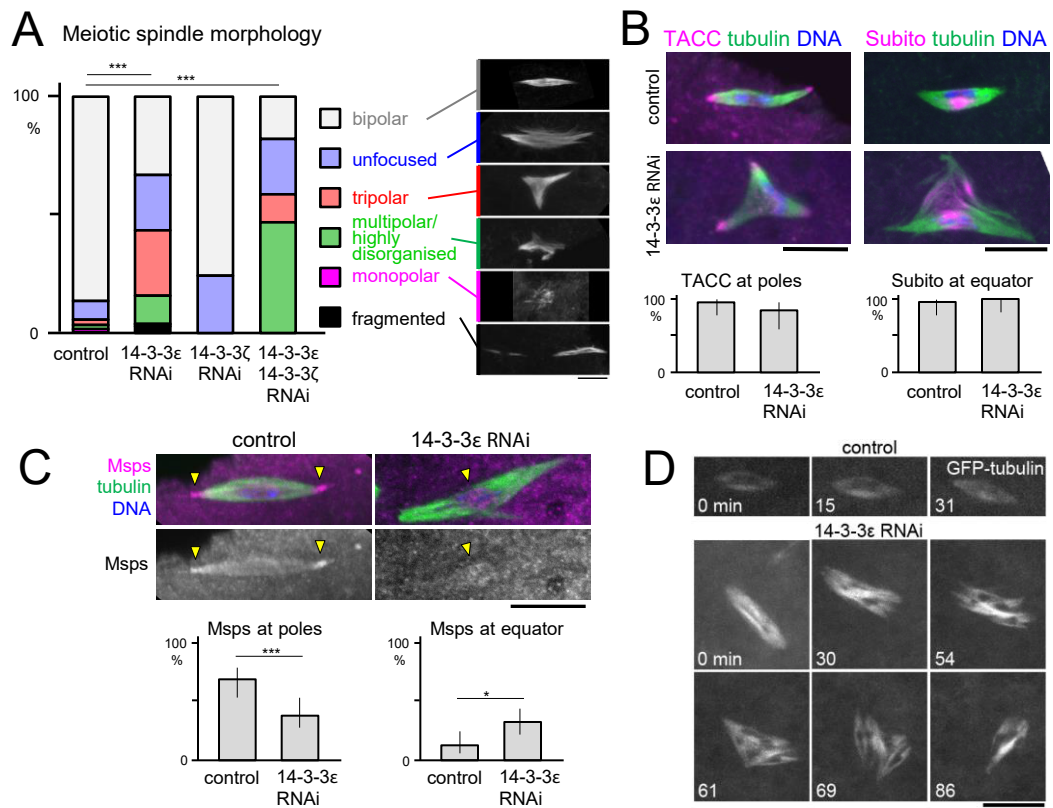 A
Meiotic spindle morphology
***
***
100
%
0
control
14-3-3ε
RNAi
14-3-3ζ
RNAi
14-3-3ε
14-3-3ζ
RNAi
bipolar
unfocused
tripolar
multipolar/
highly
disorganised
monopolar
fragmented
B
TACC tubulin DNA
Subito tubulin DNA
control
14-3-3ε RNAi
TACC at poles
100
%
0
control
14-3-3ε
RNAi
Subito at equator
100
%
0
control
14-3-3ε
RNAi
C
control
14-3-3ε RNAi
Msps
tubulin
DNA
Msps
Msps at poles
100
%
***
0
control
14-3-3ε
RNAi
Msps at equator
100
%
*
0
control
14-3-3ε
RNAi
D
control
GFP-tubulin
0 min
15
31
14-3-3ε RNAi
0 min
30
54
61
69
86